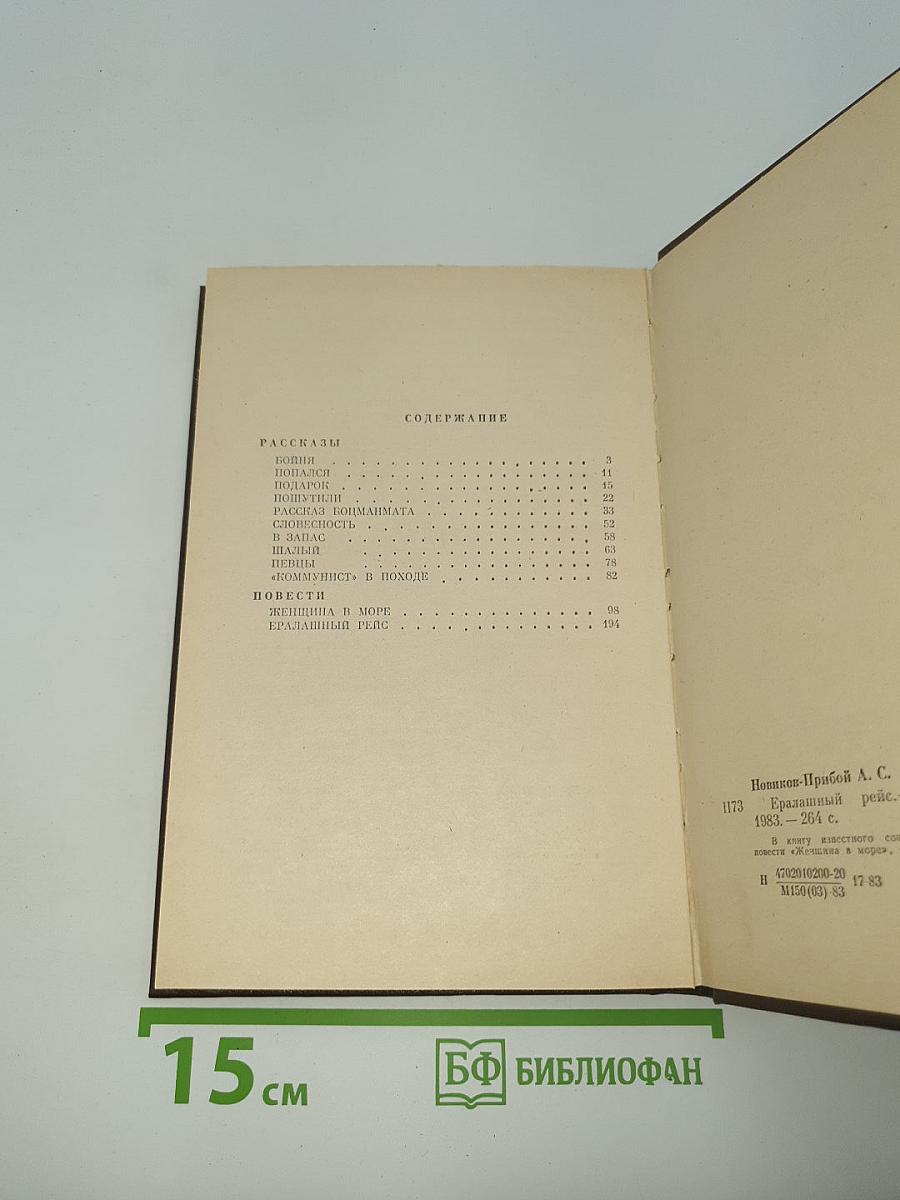 СОДЕРЖАНИЕ
РАССКАЗЫ
БОЙНЯ . . . . . . . . . . . . . . . . . . . . 3
ПОПАЛСЯ . . . . . . . . . . . . . . . . . . . 11
ПОДАРОК . . . . . . . . . . . . . . . . . . . 15
ПОШУТИЛИ . . . . . . . . . . . . . . . . . . 22
РАССКАЗ БОЦМАНМАТА . . . . . . . . . . . . 33
СЛОВЕСНОСТЬ . . . . . . . . . . . . . . . . . 52
В ЗАПАС . . . . . . . . . . . . . . . . . . . 58
ШАЛЫЙ . . . . . . . . . . . . . . . . . . . 63
ПЕВЦЫ . . . . . . . . . . . . . . . . . . . 78
«КОММУНИСТ» В ПОХОДЕ . . . . . . . . . . . 82
ПОВЕСТИ
ЖЕНЩИНА В МОРЕ . . . . . . . . . . . . . . 98
ЕРАЛАШНЫЙ РЕЙС . . . . . . . . . . . . . . 194
Новиков-Прибой А. С.
Н73 Ералашный рейс.—
1983.—264 с.
В книгу известного сов
повести «Женщина в море»,
Н 4702010200-20 17-83
М150(03)-83
15 см
БФ БИБЛИОФАН